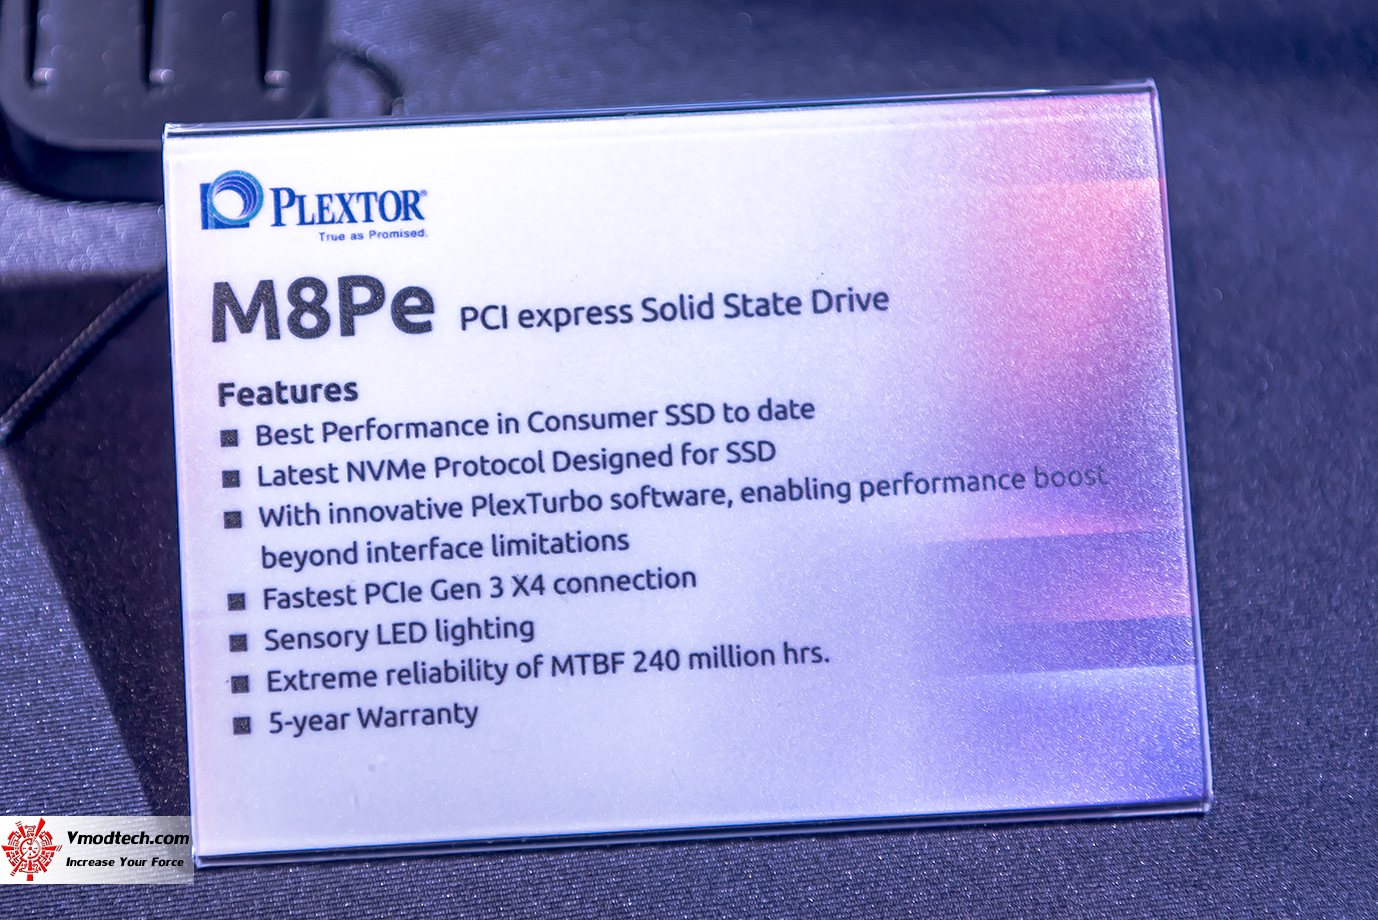 PLEXTOR®
True as Promised.
M8Pe PCI express Solid State Drive
Features
■ Best Performance in Consumer SSD to date
■ Latest NVMe Protocol Designed for SSD
■ With innovative PlexTurbo software, enabling performance boost
beyond interface limitations
■ Fastest PCIe Gen 3 X4 connection
■ Sensory LED lighting
■ Extreme reliability of MTBF 240 million hrs.
■ 5-year Warranty
Vmodtech.com
Increase Your Force